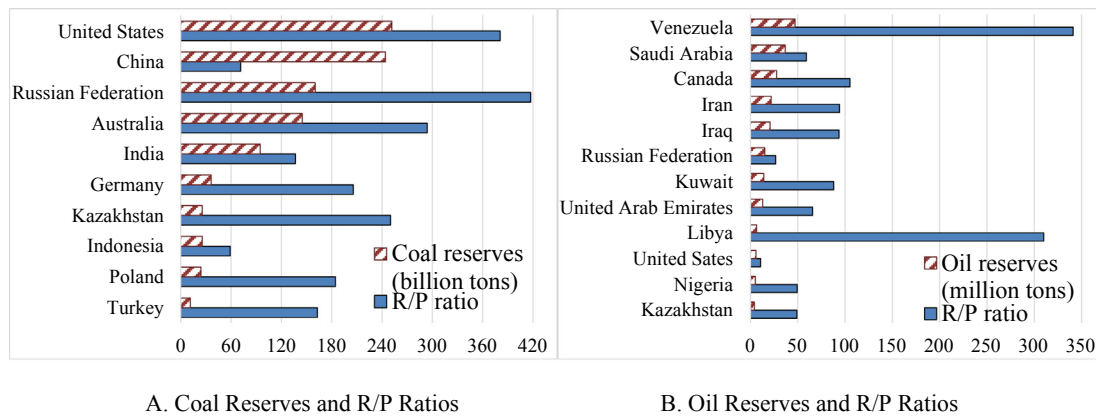 United States
China
Russian Federation
Australia
India
Germany
Kazakhstan
Indonesia
Poland
Turkey
Coal reserves
(billion tons)
R/P ratio
0 60 120 180 240 300 360 420
A. Coal Reserves and R/P Ratios
Venezuela
Saudi Arabia
Canada
Iran
Iraq
Russian Federation
Kuwait
United Arab Emirates
Libya
United Sates
Nigeria
Kazakhstan
Oil reserves
(million tons)
R/P ratio
0 50 100 150 200 250 300 350
B. Oil Reserves and R/P Ratios